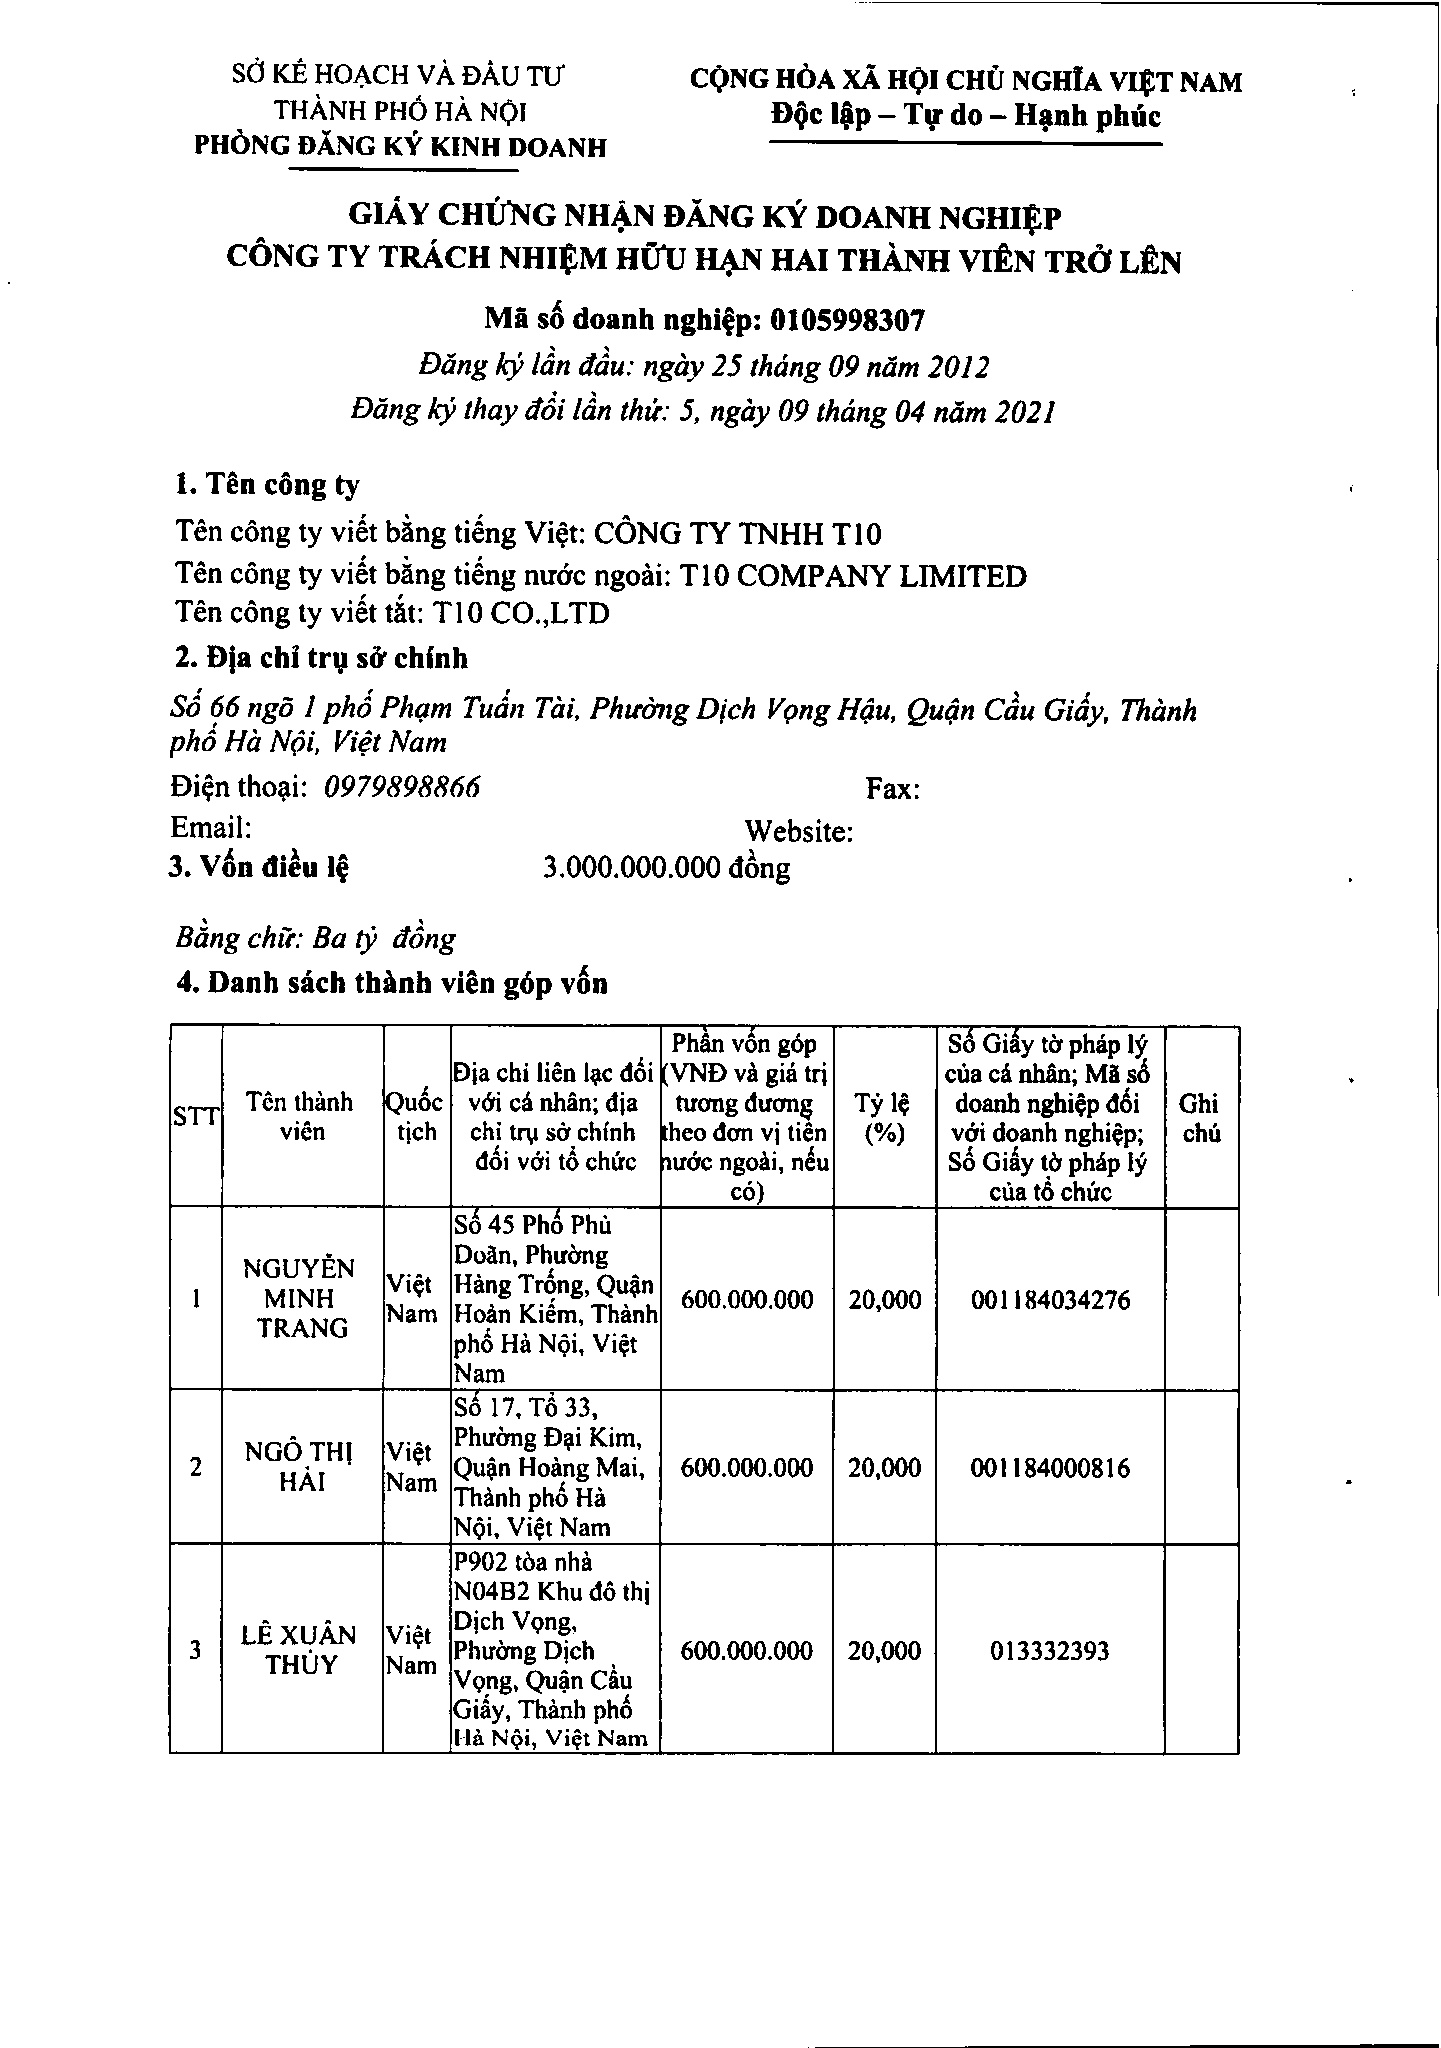 SỞ KẾ HOẠCH VÀ ĐẦU TƯ
THÀNH PHỐ HÀ NỘI
PHÒNG ĐĂNG KÝ KINH DOANH
CỘNG HÒA XÃ HỘI CHỦ NGHĨA VIỆT NAM
Độc lập – Tự do – Hạnh phúc
GIẤY CHỨNG NHẬN ĐĂNG KÝ DOANH NGHIỆP
CÔNG TY TRÁCH NHIỆM HỮU HẠN HAI THÀNH VIÊN TRỞ LÊN
Mã số doanh nghiệp: 0105998307
Đăng ký lần đầu: ngày 25 tháng 09 năm 2012
Đăng ký thay đổi lần thứ: 5, ngày 09 tháng 04 năm 2021
1. Tên công ty
Tên công ty viết bằng tiếng Việt: CÔNG TY TNHH T10
Tên công ty viết bằng tiếng nước ngoài: T10 COMPANY LIMITED
Tên công ty viết tắt: T10 CO.,LTD
2. Địa chỉ trụ sở chính
Số 66 ngõ 1 phố Phạm Tuấn Tài, Phường Dịch Vọng Hậu, Quận Cầu Giấy, Thành
phố Hà Nội, Việt Nam
Điện thoại: 0979898866 Fax:
Email: Website:
3. Vốn điều lệ 3.000.000.000 đồng
Bằng chữ: Ba tỷ đồng
4. Danh sách thành viên góp vốn
STT
Tên thành
viên
Quốc
tịch
Địa chỉ liên lạc đối
với cá nhân; địa
chỉ trụ sở chính
đối với tổ chức
Phần vốn góp
(VNĐ và giá trị
tương đương
theo đơn vị tiền
nước ngoài, nếu
có)
Tỷ lệ
(%)
Số Giấy tờ pháp lý
của cá nhân; Mã số
doanh nghiệp đối
với doanh nghiệp;
Số Giấy tờ pháp lý
của tổ chức
Ghi
chú
1
NGUYỄN
MINH
TRANG
Việt
Nam
Số 45 Phố Phủ
Doãn, Phường
Hàng Trống, Quận
Hoàn Kiếm, Thành
phố Hà Nội, Việt
Nam
600.000.000
20,000
001184034276
2
NGÔ THỊ
HẢI
Việt
Nam
Số 17, Tổ 33,
Phường Đại Kim,
Quận Hoàng Mai,
Thành phố Hà
Nội, Việt Nam
600.000.000
20,000
001184000816
3
LÊ XUÂN
THỦY
Việt
Nam
P902 tòa nhà
N04B2 Khu đô thị
Dịch Vọng,
Phường Dịch
Vọng, Quận Cầu
Giấy, Thành phố
Hà Nội, Việt Nam
600.000.000
20,000
013332393